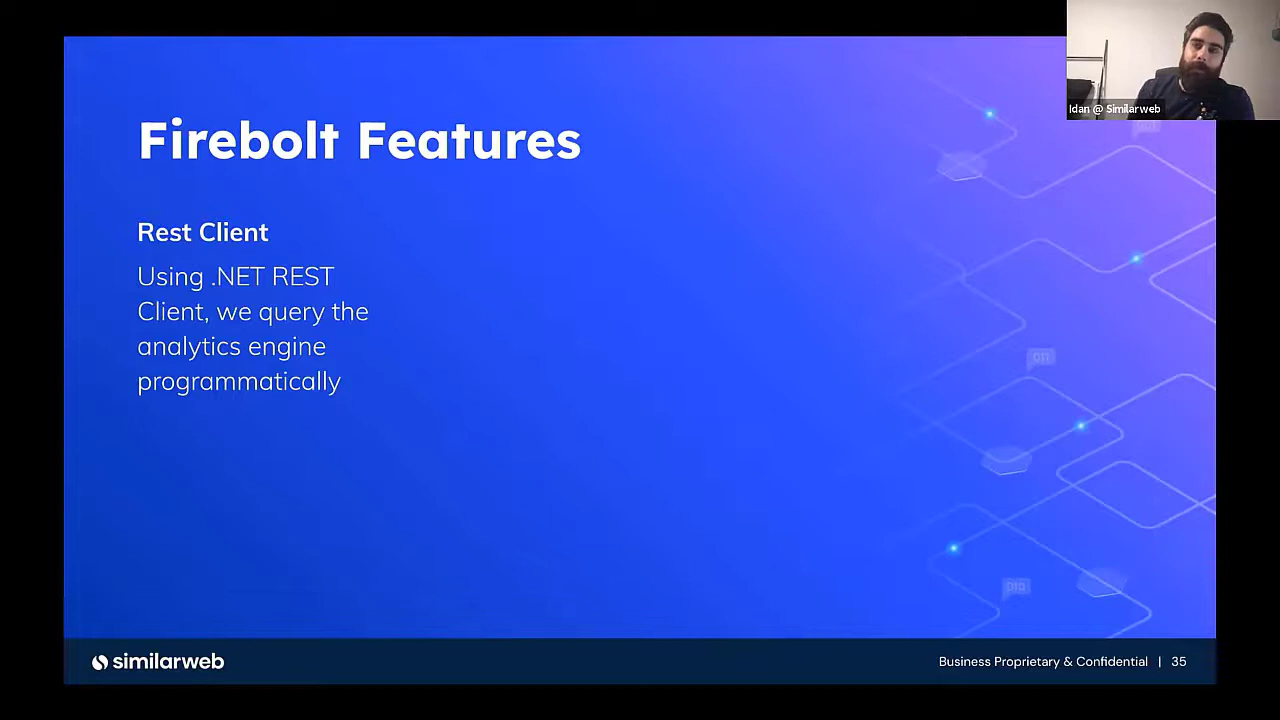 Firebolt Features
Rest Client
Using .NET REST
Client, we query the
analytics engine
programmatically
Idan @ Similarweb
similarweb
Business Proprietary & Confidential | 35